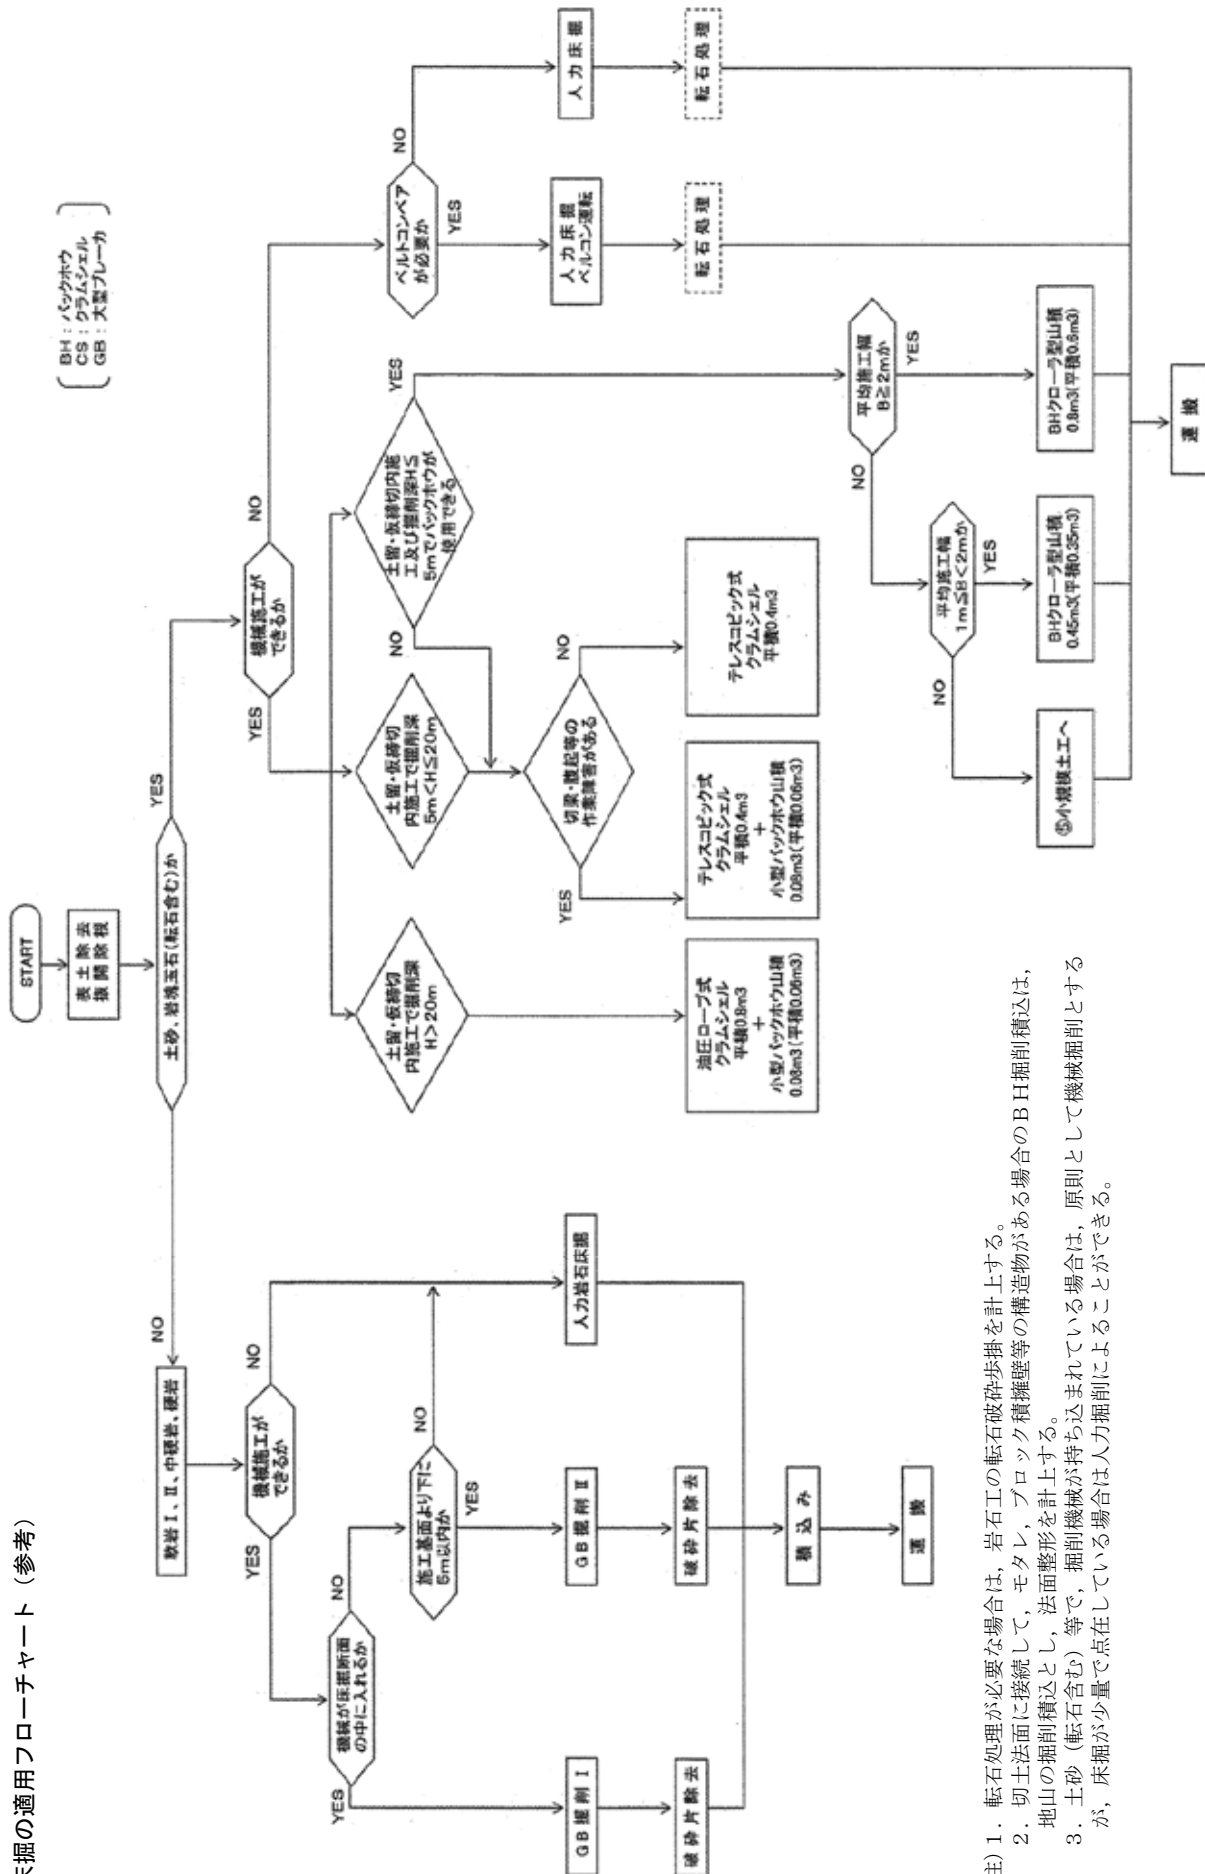 床掘の適用フローチャート（参考）
BH：バックホウ
CS：クラムシェル
GB：大型ブレーカ
START
表土除去
抜開除根
土砂、岩塊玉石(転石含む)か
NO
YES
軟岩Ⅰ、Ⅱ、中硬岩、硬岩
機械施工が
できるか
YES
NO
機械が床掘断面
の中に入れるか
YES
NO
施工基面より下に
5m以内か
NO
YES
GB掘削Ⅰ
GB掘削Ⅱ
人力岩石床掘
破砕片除去
破砕片除去
積込み
運搬
機械施工が
できるか
YES
NO
土留・仮締切
内施工で掘削深
H>20m
土留・仮締切
内施工で掘削深
5m<H≦20m
土留・仮締切内施
工及び掘削深H≦
5mでバックホウが
使用できる
NO
YES
切梁・腹起等の
作業障害がある
YES
NO
油圧ロープ式
クラムシェル
平積0.8m3
+
小型バックホウ山積
0.08m3(平積0.06m3)
テレスコピック式
クラムシェル
平積0.4m3
+
小型バックホウ山積
0.08m3(平積0.06m3)
テレスコピック式
クラムシェル
平積0.4m3
平均施工幅
B≧2mか
NO
YES
平均施工幅
1m≦B<2mか
NO
YES
⑤小規模土工へ
BHクローラ型山積
0.45m3(平積0.35m3)
BHクローラ型山積
0.8m3(平積0.6m3)
ベルトコンベア
が必要か
YES
NO
人力床掘
ベルコン運転
人力床掘
転石処理
転石処理
運搬
注）1．転石処理が必要な場合は，岩石工の転石破砕歩掛を計上する。
2．切土法面に接続して，モタレ，ブロック積擁壁等の構造物がある場合のＢＨ掘削積込は，
地山の掘削積込とし，法面整形を計上する。
3．土砂（転石含む）等で，掘削機械が持ち込まれている場合は，原則として機械掘削とする
が，床掘が少量で点在している場合は人力掘削によることができる。